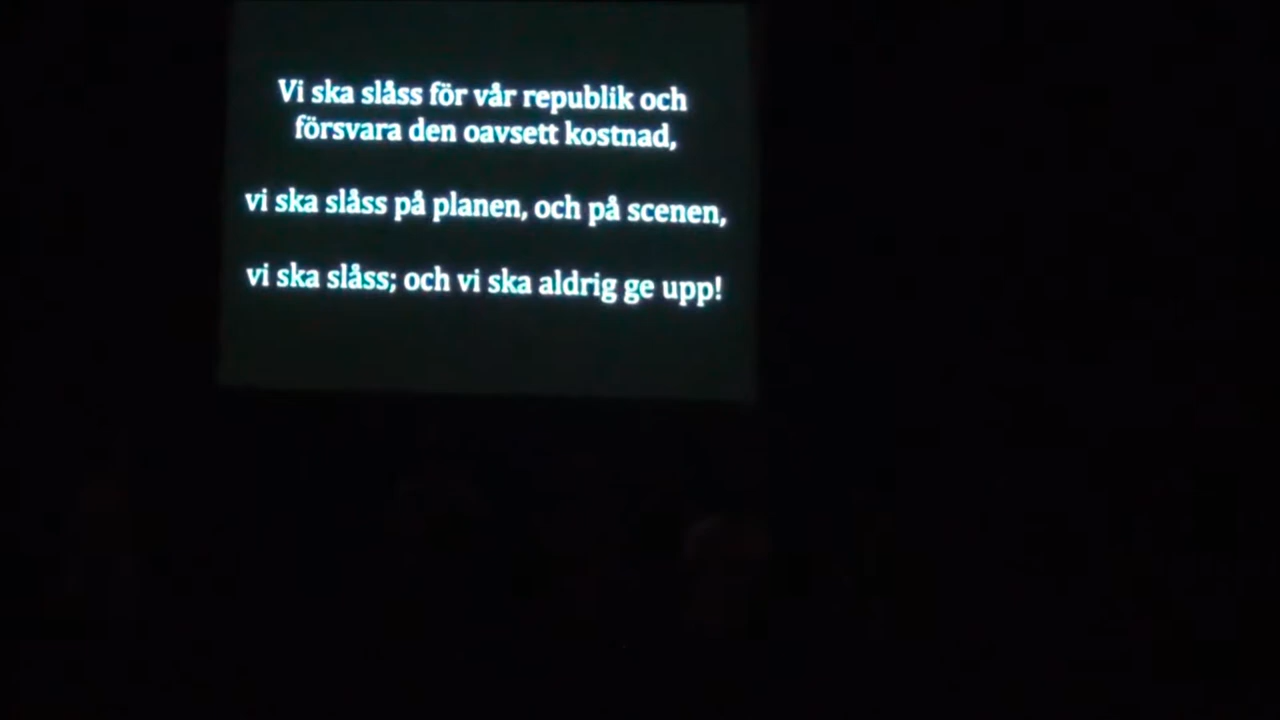 Vi ska slåss för vår republik och
försvara den oavsett kostnad,
vi ska slåss på planen, och på scenen,
vi ska slåss; och vi ska aldrig ge upp!